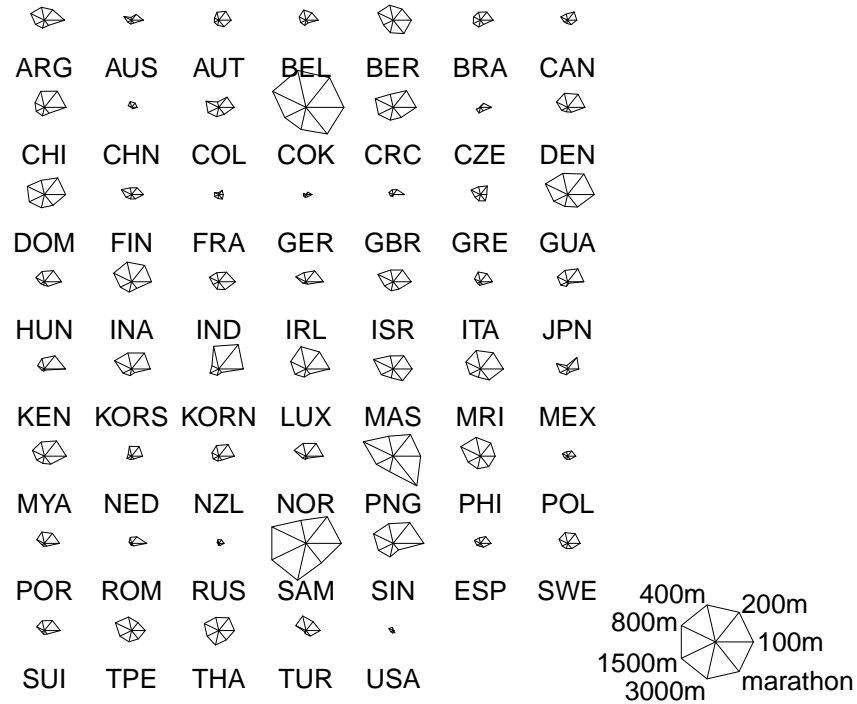 ARG AUS AUT BEL BER BRA CAN
CHI CHN COL COK CRC CZE DEN
DOM FIN FRA GER GBR GRE GUA
HUN INA IND IRL ISR ITA JPN
KEN KORS KORN LUX MAS MRI MEX
MYA NED NZL NOR PNG PHI POL
POR ROM RUS SAM SIN ESP SWE
SUI TPE THA TUR USA
400m 200m
800m 100m
1500m marathon
3000m